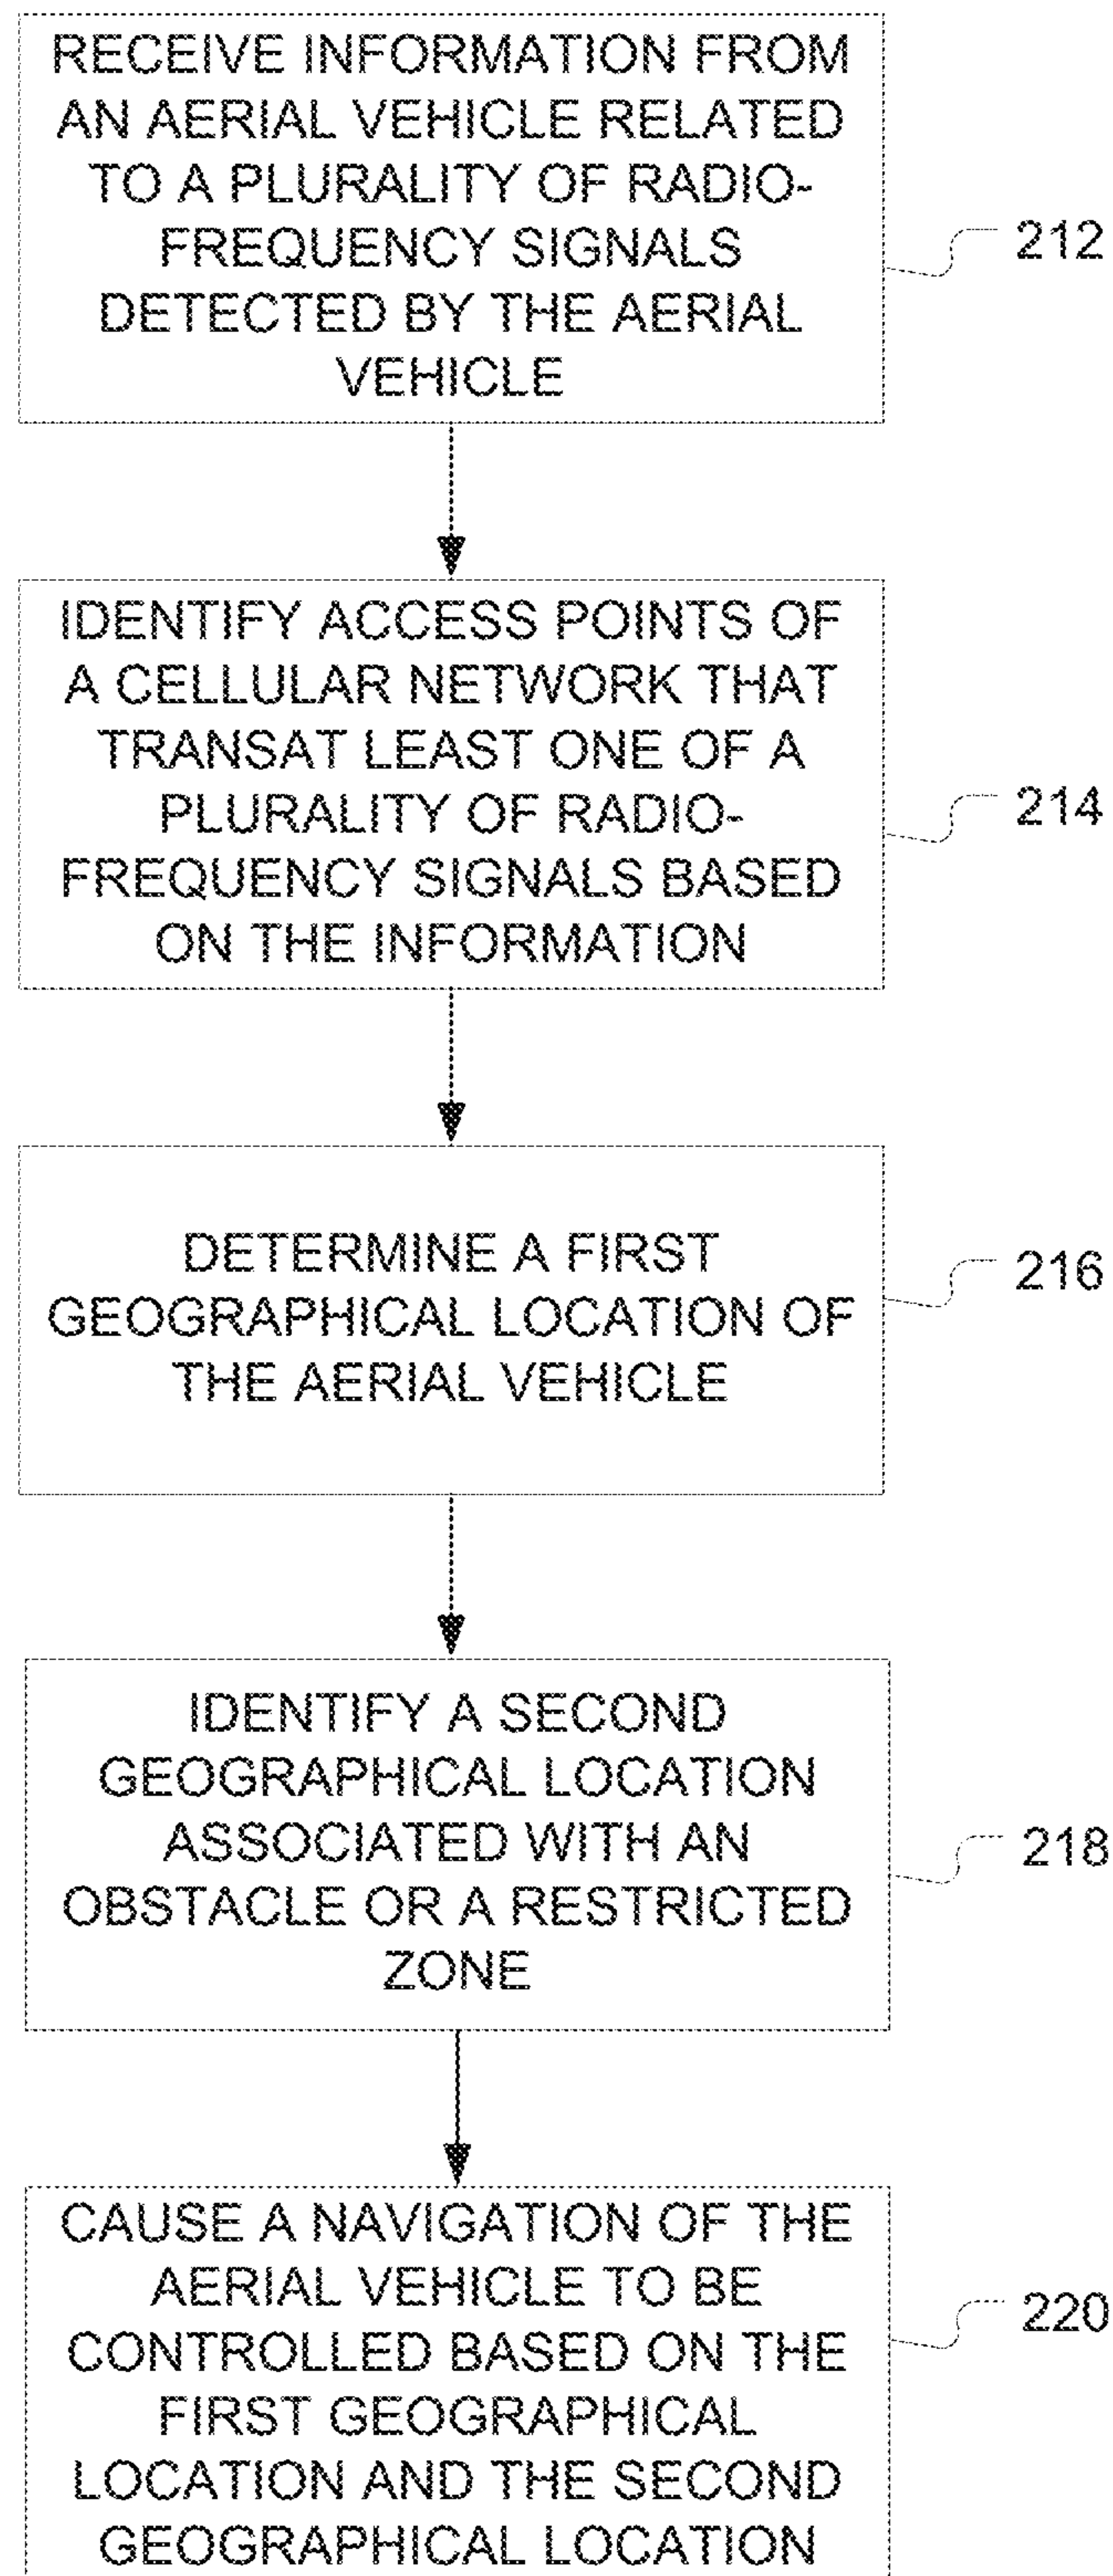 RECEIVE INFORMATION FROM
AN AERIAL VEHICLE RELATED
TO A PLURALITY OF RADIO-
FREQUENCY SIGNALS
DETECTED BY THE AERIAL
VEHICLE
212
IDENTIFY ACCESS POINTS OF
A CELLULAR NETWORK THAT
TRANSAT LEAST ONE OF A
PLURALITY OF RADIO-
FREQUENCY SIGNALS BASED
ON THE INFORMATION
214
DETERMINE A FIRST
GEOGRAPHICAL LOCATION OF
THE AERIAL VEHICLE
216
IDENTIFY A SECOND
GEOGRAPHICAL LOCATION
ASSOCIATED WITH AN
OBSTACLE OR A RESTRICTED
ZONE
218
CAUSE A NAVIGATION OF THE
AERIAL VEHICLE TO BE
CONTROLLED BASED ON THE
FIRST GEOGRAPHICAL
LOCATION AND THE SECOND
GEOGRAPHICAL LOCATION
220